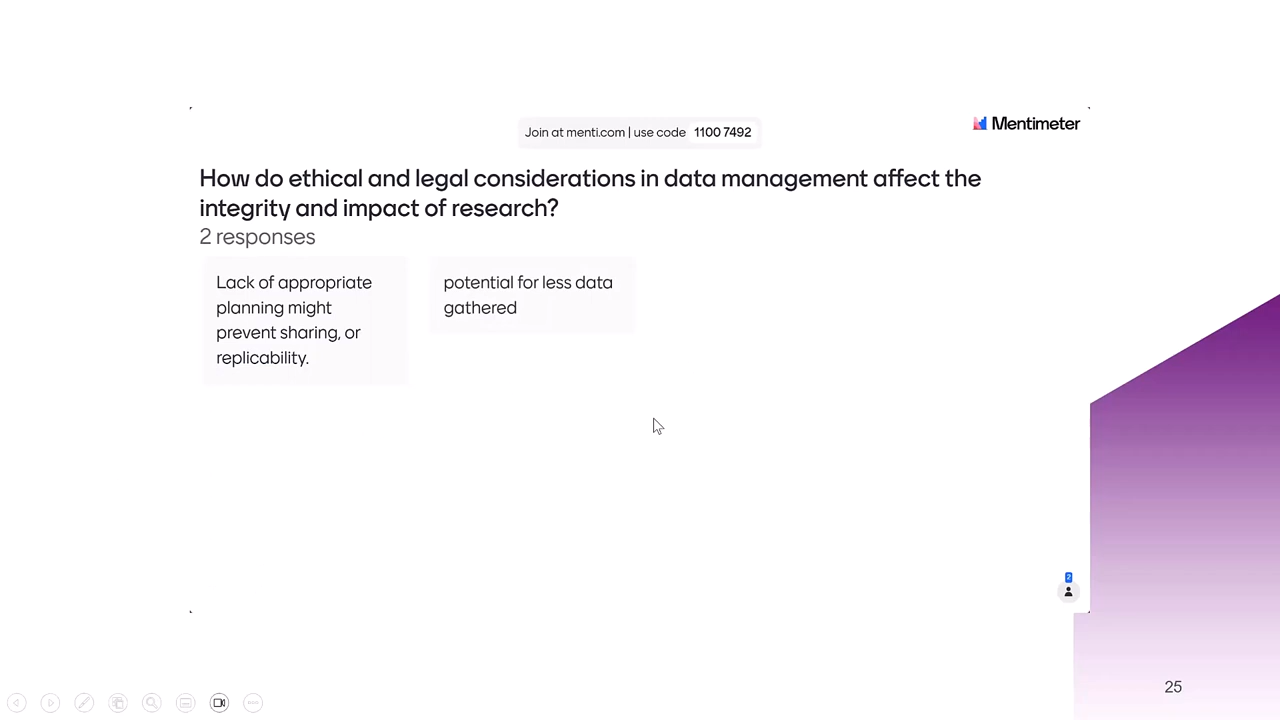 Join at menti.com | use code 1100 7492
Mentimeter
How do ethical and legal considerations in data management affect the
integrity and impact of research?
2 responses
Lack of appropriate
planning might
prevent sharing, or
replicability.
potential for less data
gathered
2
25